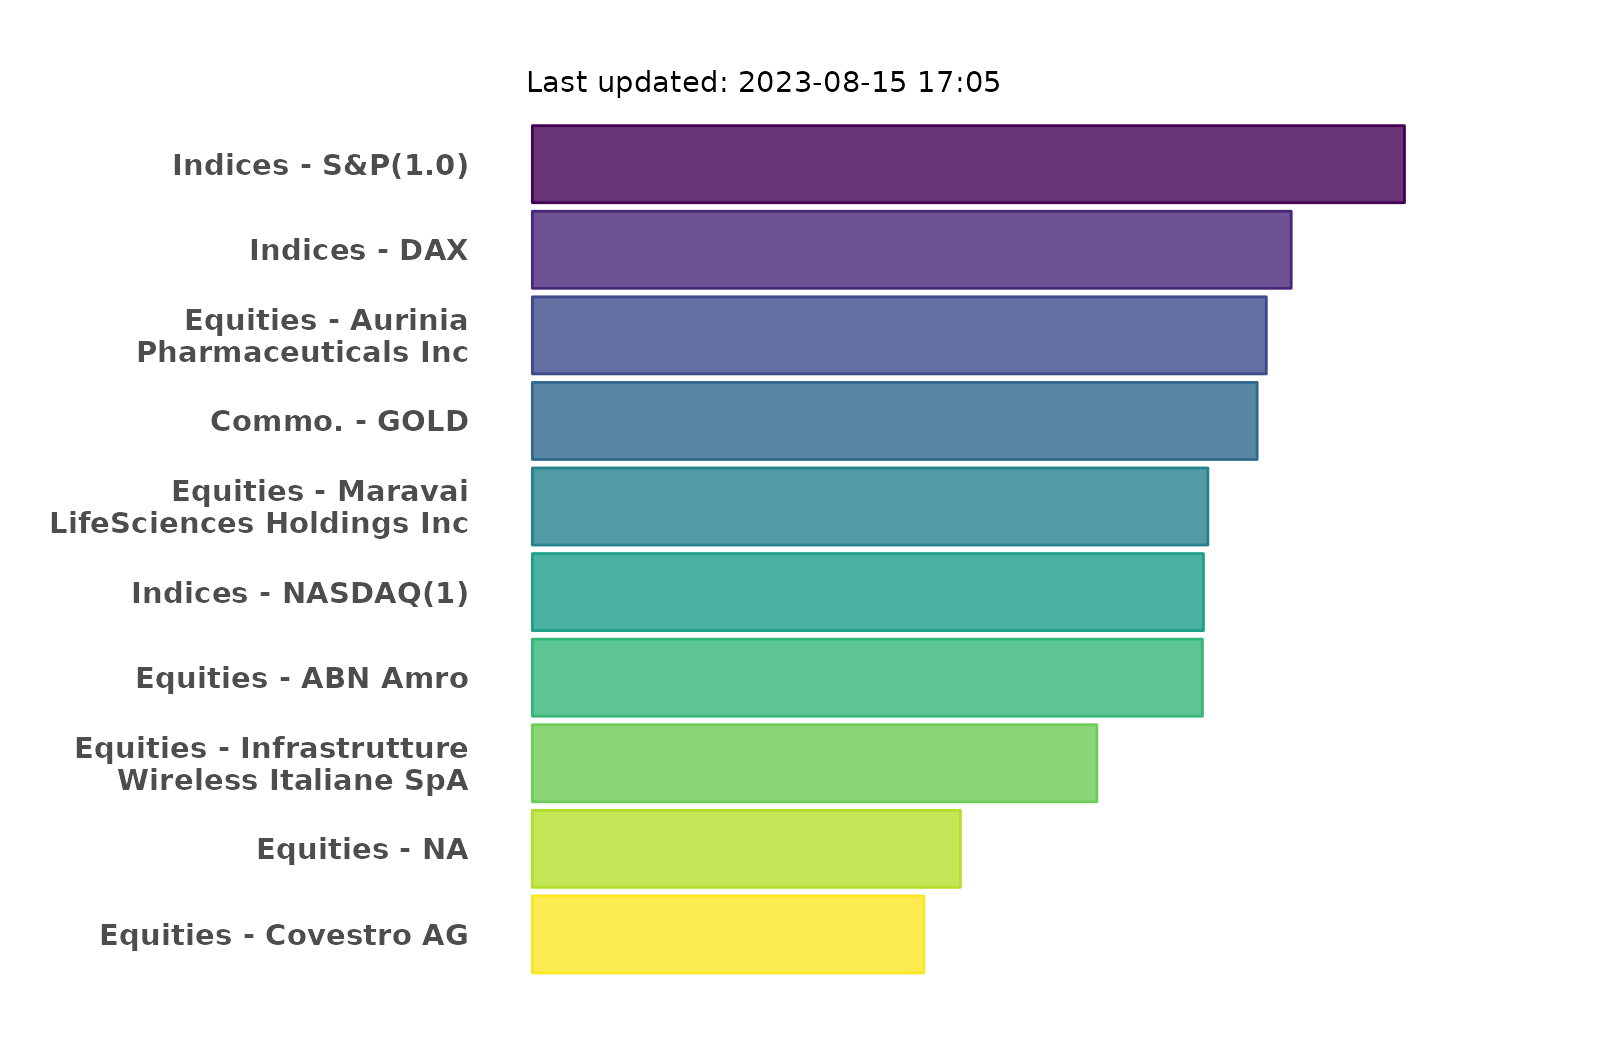 Last updated: 2023-08-15 17:05
Indices - S&P(1.0)
Indices - DAX
Equities - Aurinia
Pharmaceuticals Inc
Commo. - GOLD
Equities - Maravai
LifeSciences Holdings Inc
Indices - NASDAQ(1)
Equities - ABN Amro
Equities - Infrastrutture
Wireless Italiane SpA
Equities - NA
Equities - Covestro AG